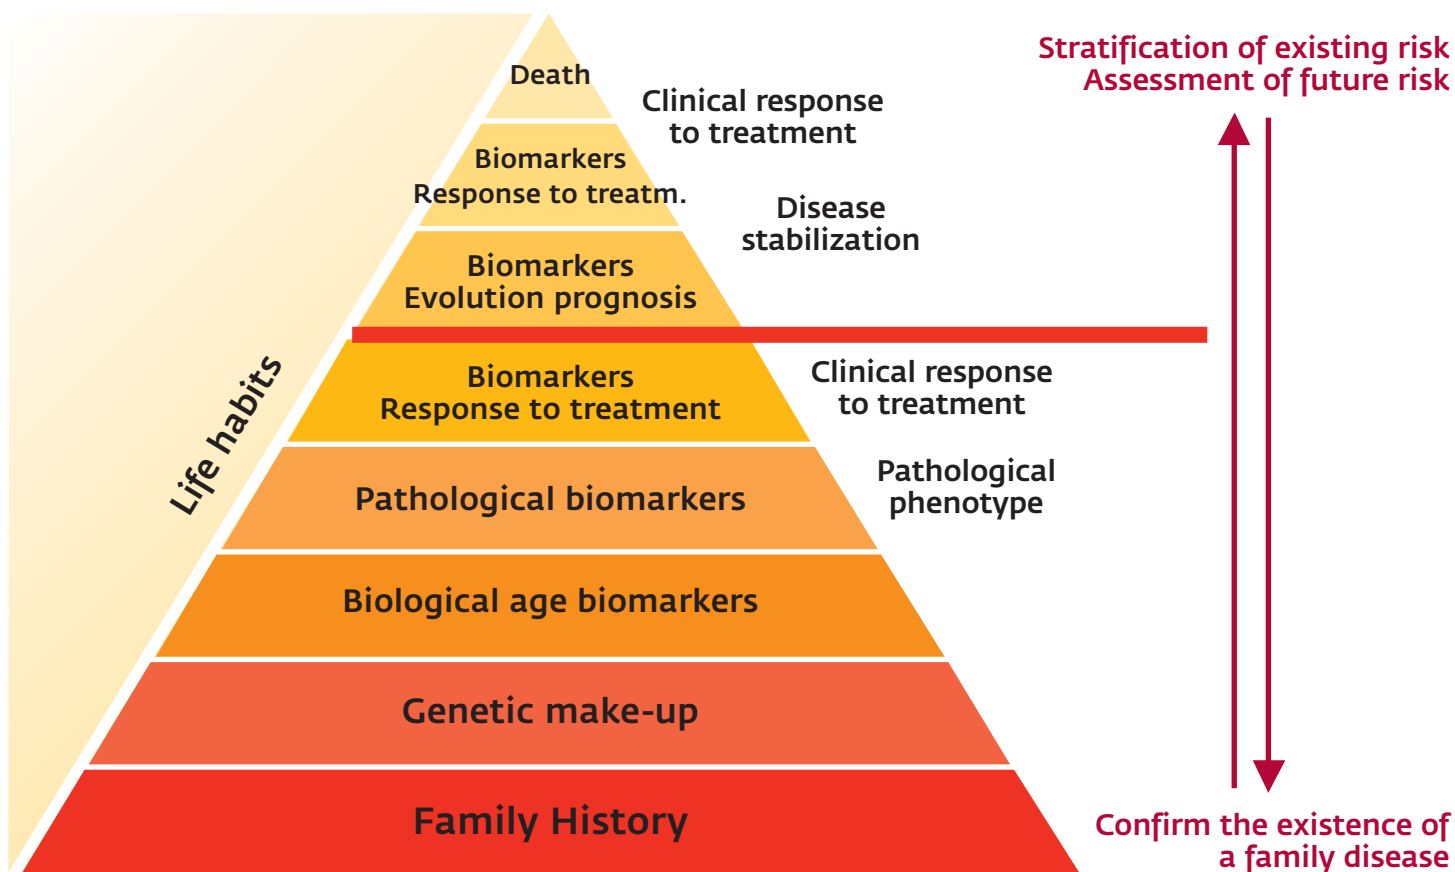 Death
Biomarkers
Response to treatm.
Biomarkers
Evolution prognosis
Biomarkers
Response to treatment
Pathological biomarkers
Biological age biomarkers
Genetic make-up
Family History
Life habits
Clinical response
to treatment
Disease
stabilization
Clinical response
to treatment
Pathological
phenotype
Stratification of existing risk
Assessment of future risk
Confirm the existence of
a family disease